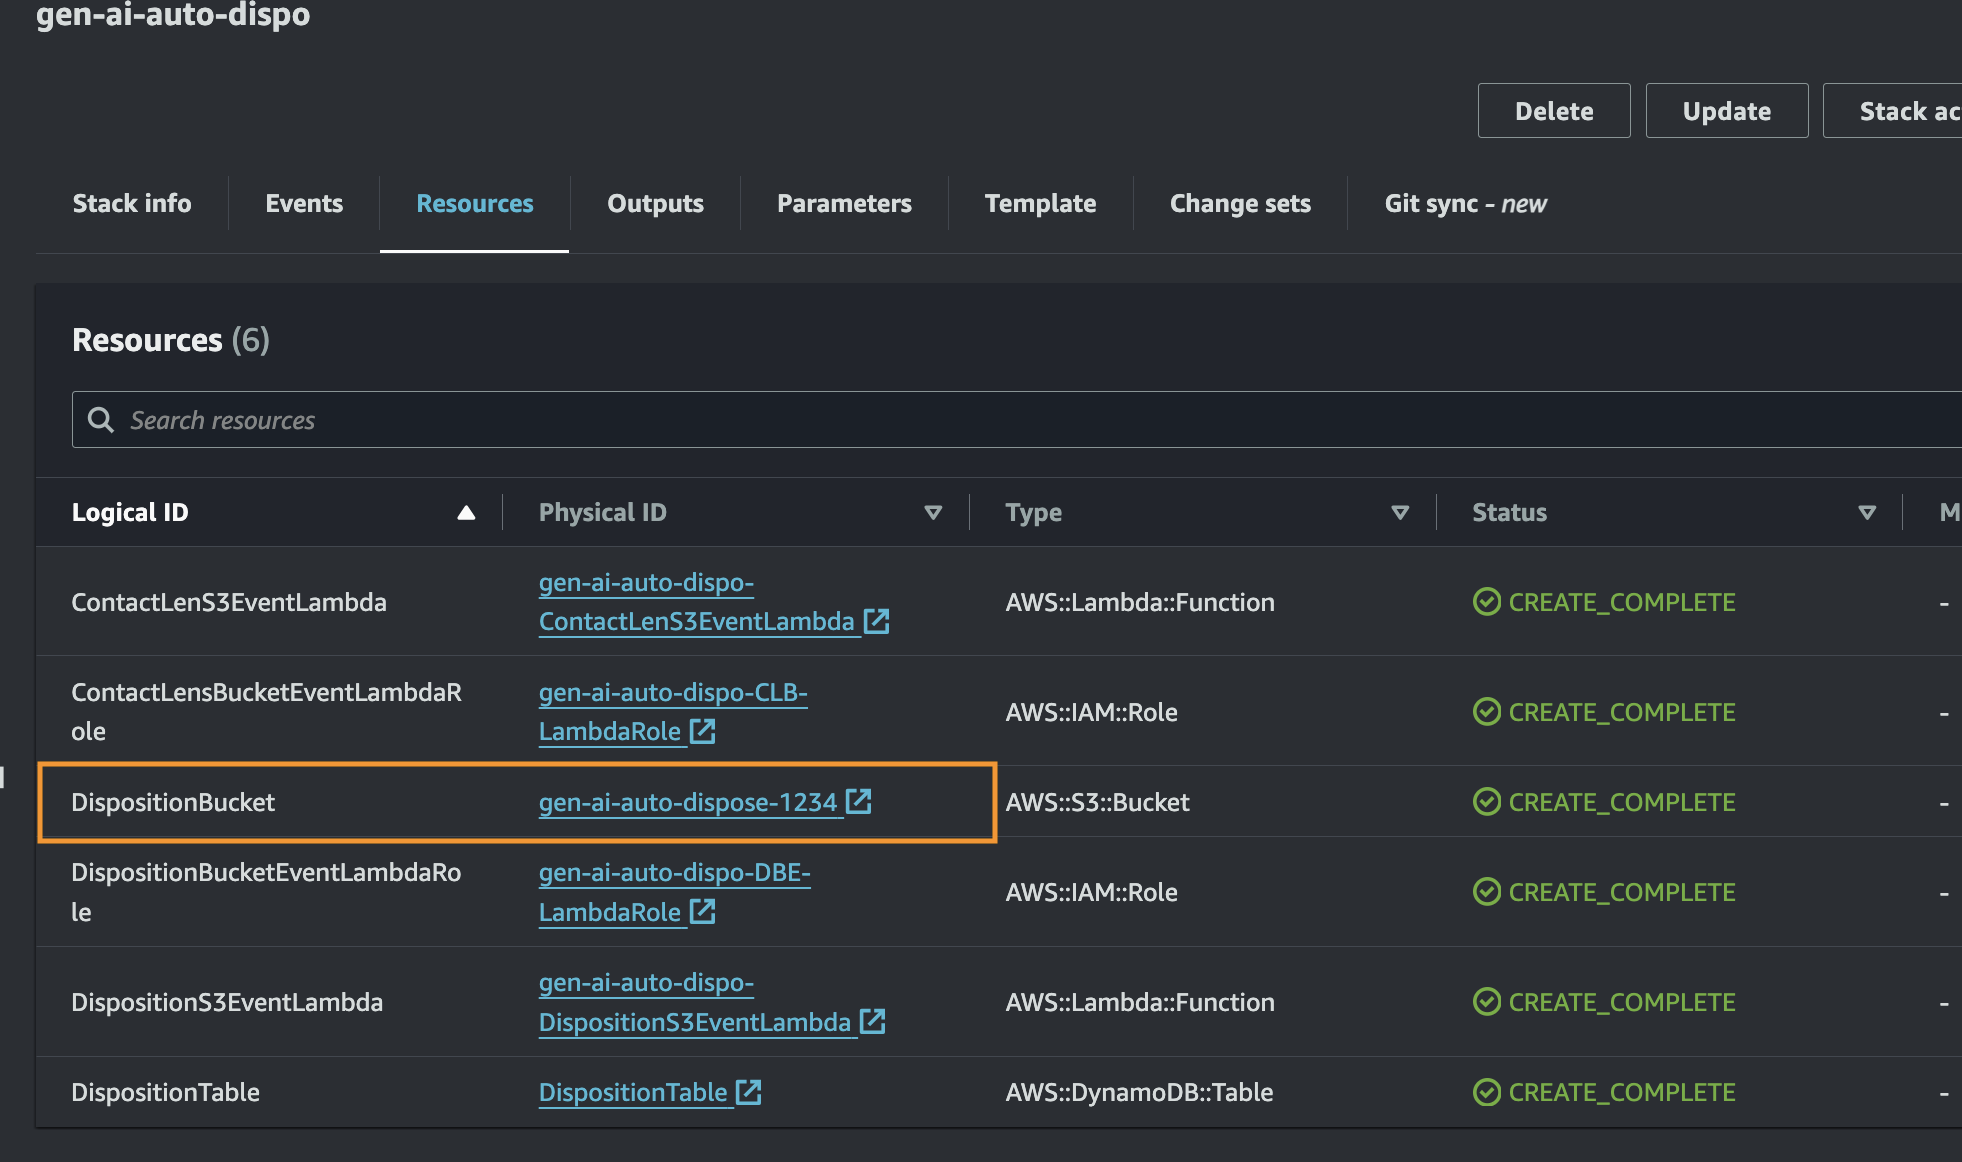 gen-ai-auto-dispo
Delete
Update
Stack ac
Stack info
Events
Resources
Outputs
Parameters
Template
Change sets
Git sync - new
Resources (6)
Search resources
Logical ID
Physical ID
Type
Status
M
ContactLenS3EventLambda
gen-ai-auto-dispo-
ContactLenS3EventLambda
AWS::Lambda::Function
CREATE_COMPLETE
-
ContactLensBucketEventLambdaR
ole
gen-ai-auto-dispo-CLB-
LambdaRole
AWS::IAM::Role
CREATE_COMPLETE
-
DispositionBucket
gen-ai-auto-dispose-1234
AWS::S3::Bucket
CREATE_COMPLETE
-
DispositionBucketEventLambdaRo
le
gen-ai-auto-dispo-DBE-
LambdaRole
AWS::IAM::Role
CREATE_COMPLETE
-
DispositionS3EventLambda
gen-ai-auto-dispo-
DispositionS3EventLambda
AWS::Lambda::Function
CREATE_COMPLETE
-
DispositionTable
DispositionTable
AWS::DynamoDB::Table
CREATE_COMPLETE
-